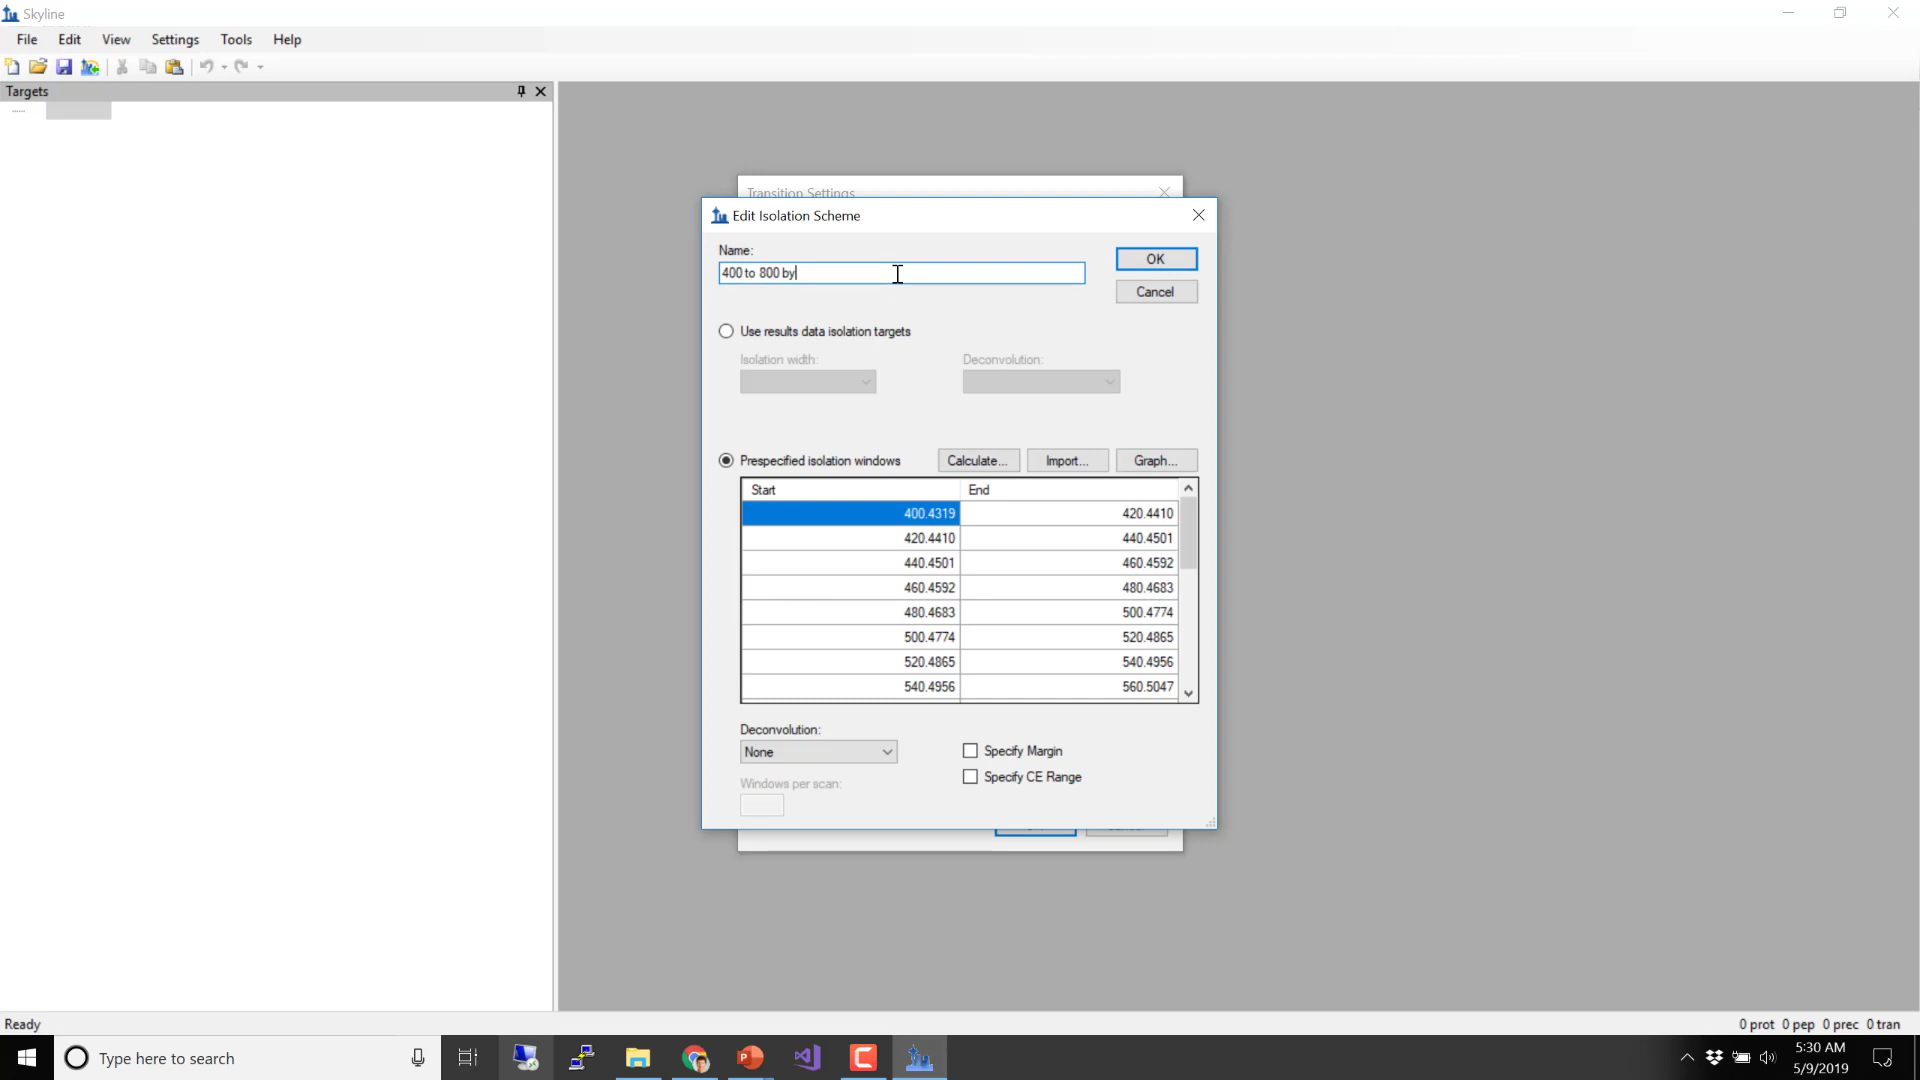 Skyline
File Edit View Settings Tools Help
Targets
Transition Settings
Edit Isolation Scheme
Name:
400 to 800 by
OK
Cancel
Use results data isolation targets
Isolation width: Deconvolution:
Prespecified isolation windows Calculate... Import... Graph...
Start End
400.4319 420.4410
420.4410 440.4501
440.4501 460.4592
460.4592 480.4683
480.4683 500.4774
500.4774 520.4865
520.4865 540.4956
540.4956 560.5047
Deconvolution:
None
Specify Margin
Specify CE Range
Windows per scan:
Ready
0 prot 0 pep 0 prec 0 tran
Type here to search
5:30 AM
5/9/2019